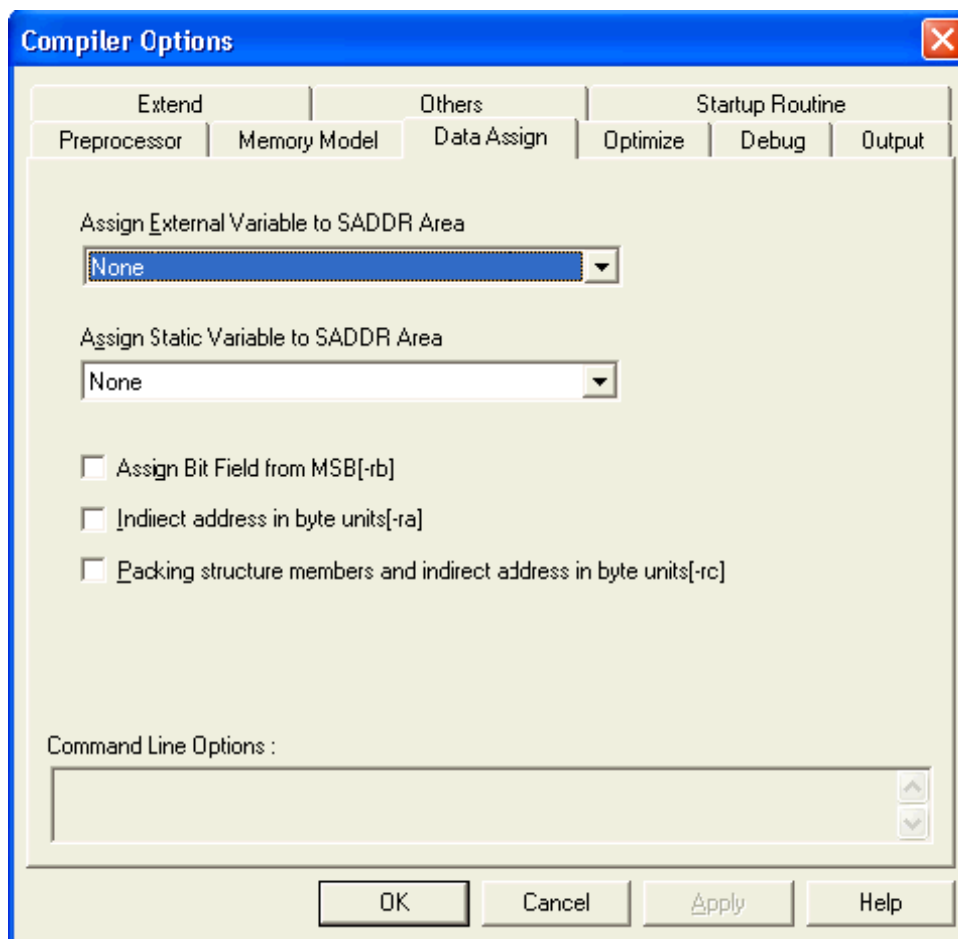 Compiler Options
Extend Others Startup Routine
Preprocessor Memory Model Data Assign Optimize Debug Output
Assign External Variable to SADDR Area
None
Assign Static Variable to SADDR Area
None
Assign Bit Field from MSB[-rb]
Indirect address in byte units[-ra]
Packing structure members and indirect address in byte units[-rc]
Command Line Options :
OK Cancel Apply Help